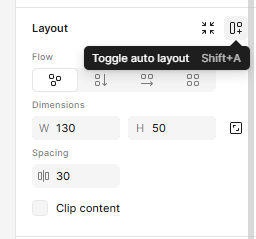 Layout
Flow
Toggle auto layout Shift+A
Dimensions
W 130 H 50
Spacing
30
Clip content